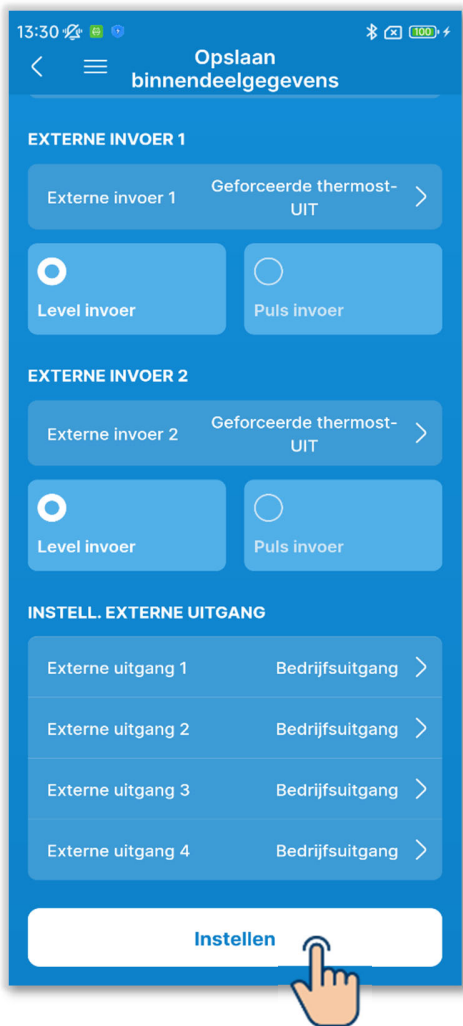 13:30 100
Opslaan
binnendeelgegevens
EXTERNE INVOER 1
Externe invoer 1 Geforceerde thermost-
UIT
Level invoer Puls invoer
EXTERNE INVOER 2
Externe invoer 2 Geforceerde thermost-
UIT
Level invoer Puls invoer
INSTELL. EXTERNE UITGANG
Externe uitgang 1 Bedrijfsuitgang
Externe uitgang 2 Bedrijfsuitgang
Externe uitgang 3 Bedrijfsuitgang
Externe uitgang 4 Bedrijfsuitgang
Instellen